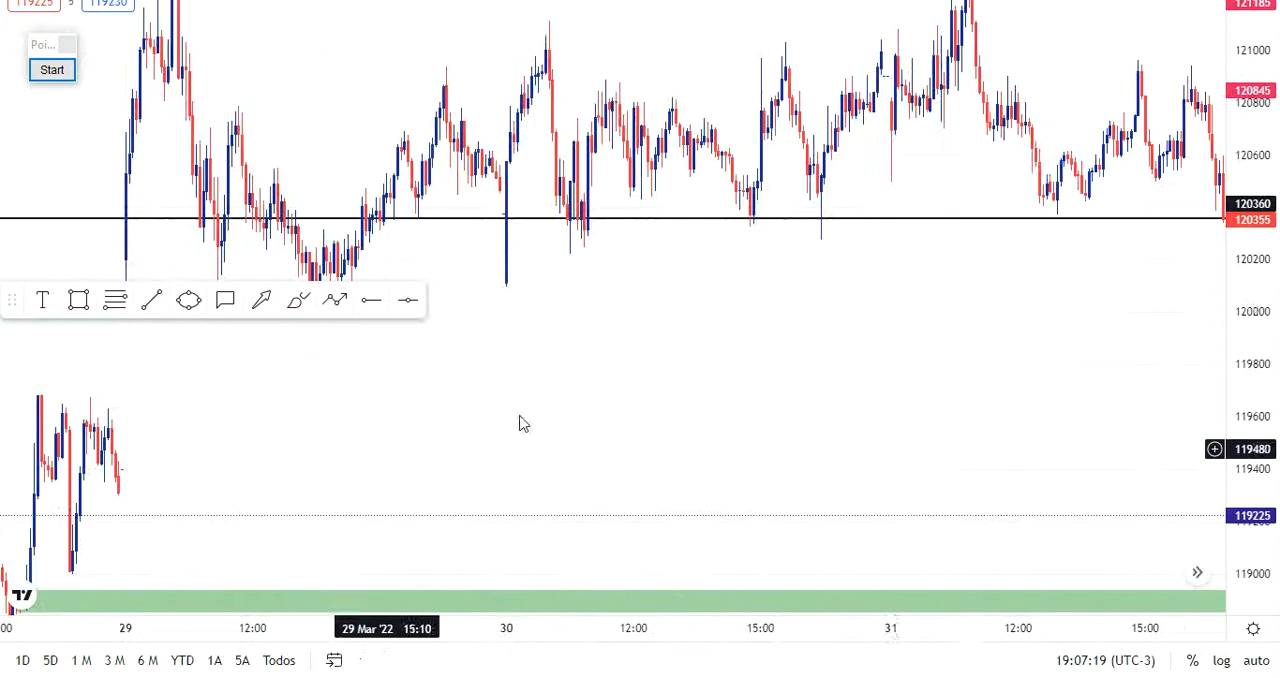 119225 5 119230
121185
Poi...
Start
121000
120845
120800
120600
120360
120355
120200
T
120000
119800
119600
119480
119400
119225
119000
29 12:00 29 Mar '22 15:10 30 12:00 15:00 31 12:00 15:00
1D 5D 1 M 3 M 6 M YTD 1A 5A Todos 19:07:19 (UTC-3) % log auto